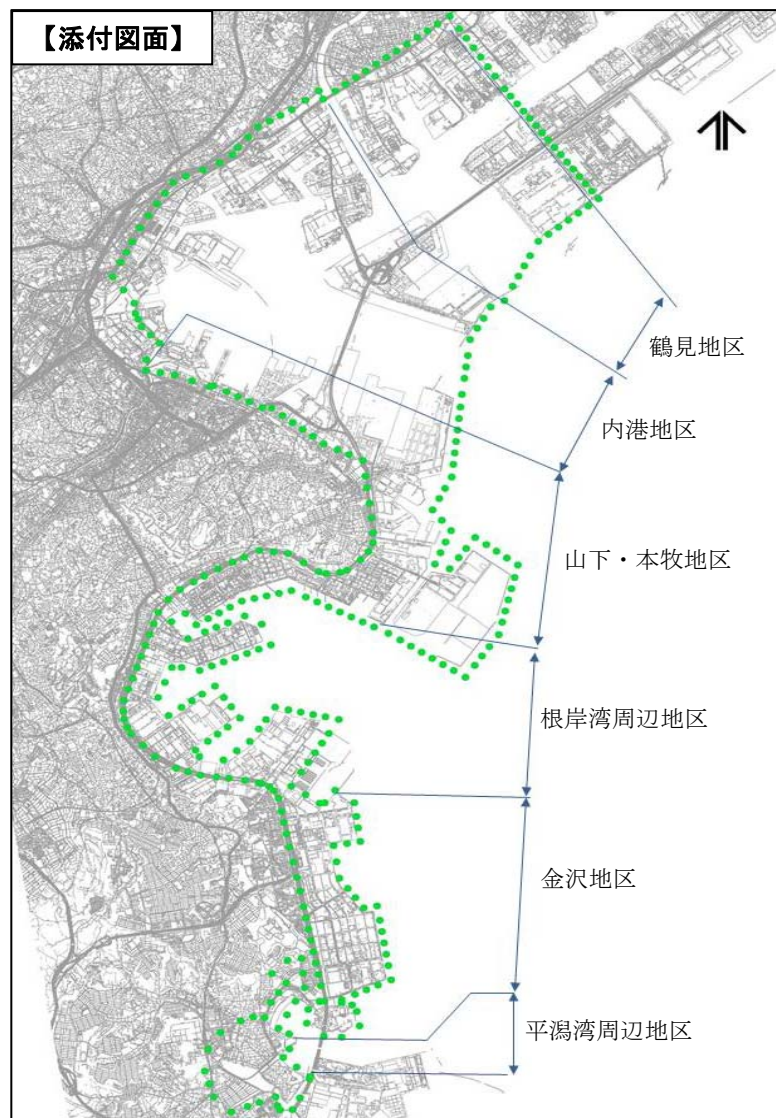 【添付図面】
鶴見地区
内港地区
山下・本牧地区
根岸湾周辺地区
金沢地区
平潟湾周辺地区